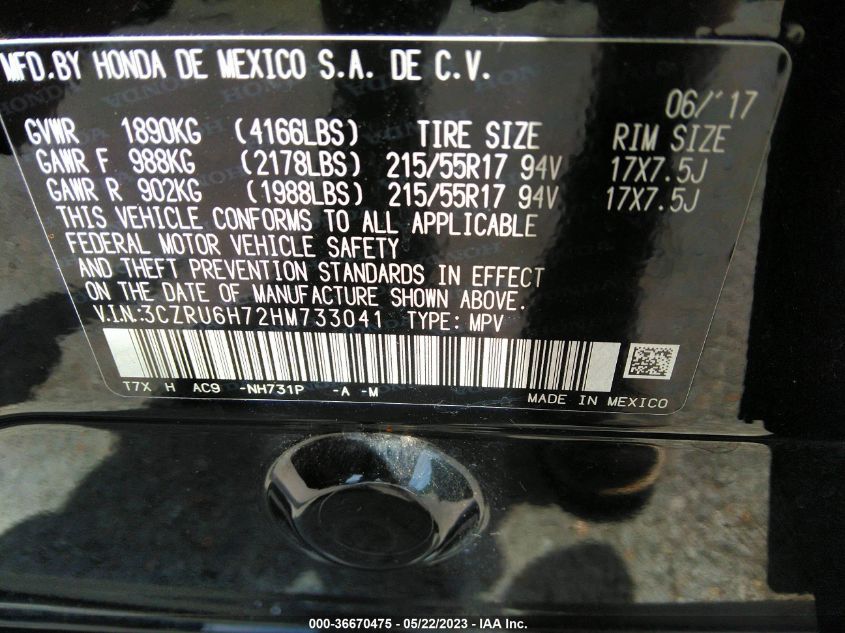 MFD.BY HONDA DE MEXICO S.A. DE C.V.
06/'17
GVWR 1890KG (4166LBS) TIRE SIZE RIM SIZE
GAWR F 988KG (2178LBS) 215/55R17 94V 17X7.5J
GAWR R 902KG (1988LBS) 215/55R17 94V 17X7.5J
THIS VEHICLE CONFORMS TO ALL APPLICABLE
FEDERAL MOTOR VEHICLE SAFETY
AND THEFT PREVENTION STANDARDS IN EFFECT
ON THE DATE OF MANUFACTURE SHOWN ABOVE.
V.I.N.:3CZRU6H72HM733041 TYPE: MPV
T7X H AC9 -NH731P -A -M
MADE IN MEXICO
000-36670475 - 05/22/2023 - IAA Inc.